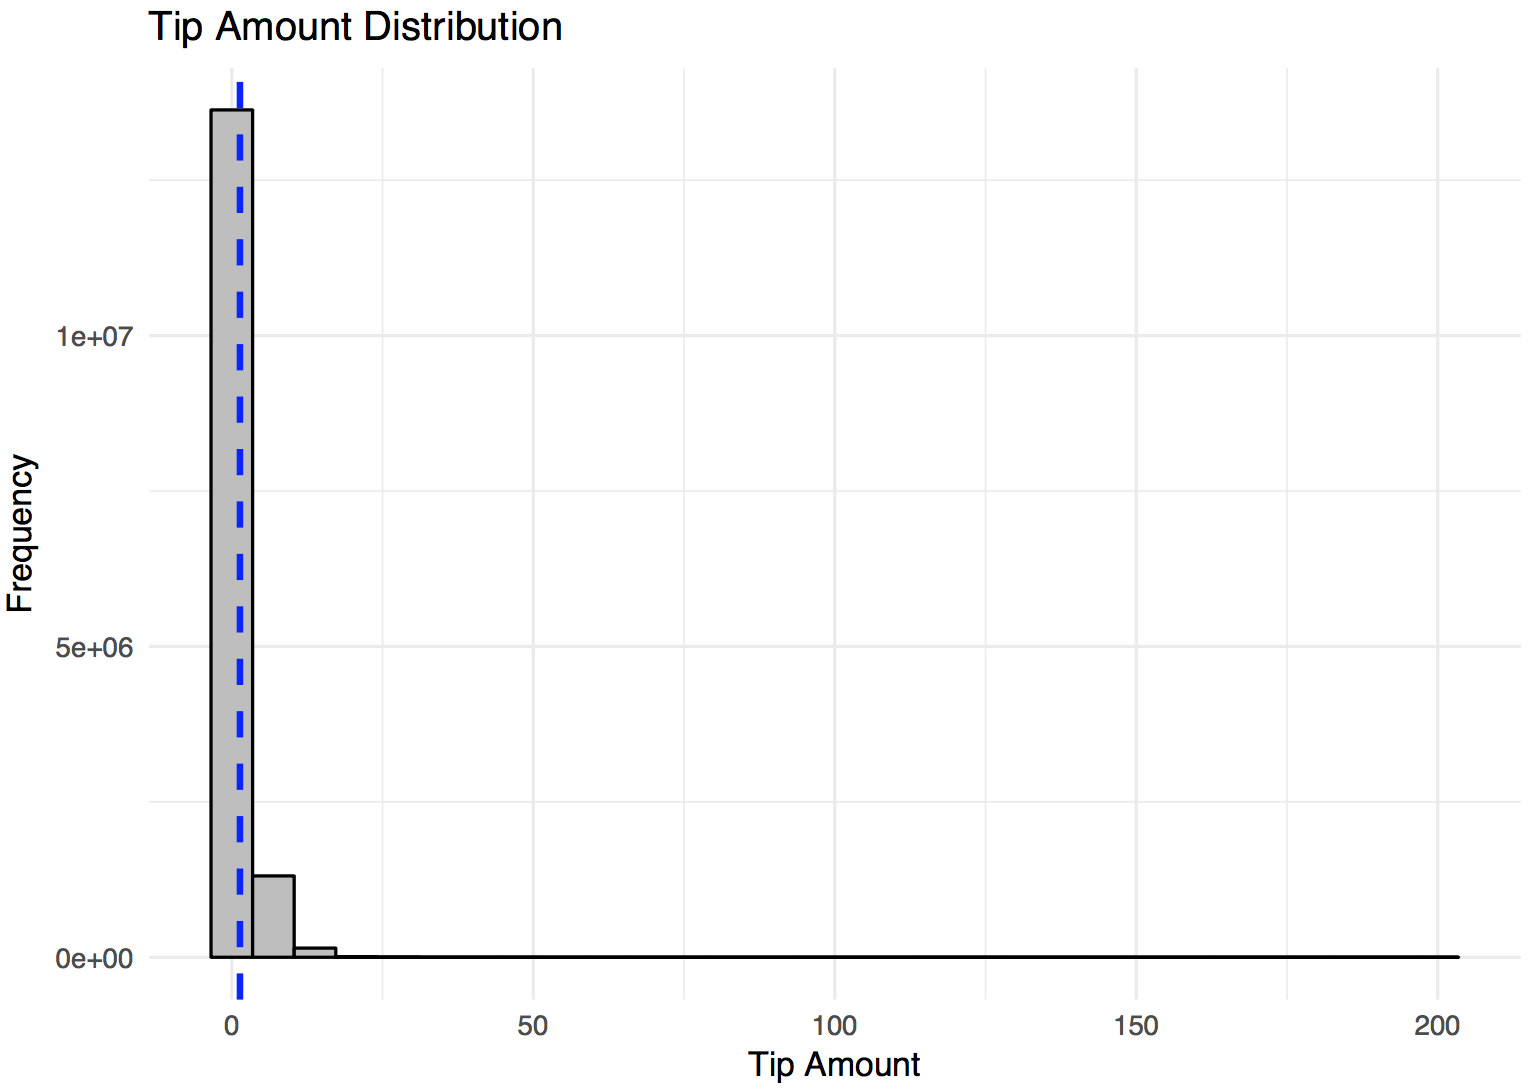 Tip Amount Distribution
Frequency
1e+07
5e+06
0e+00
0 50 100 150 200
Tip Amount